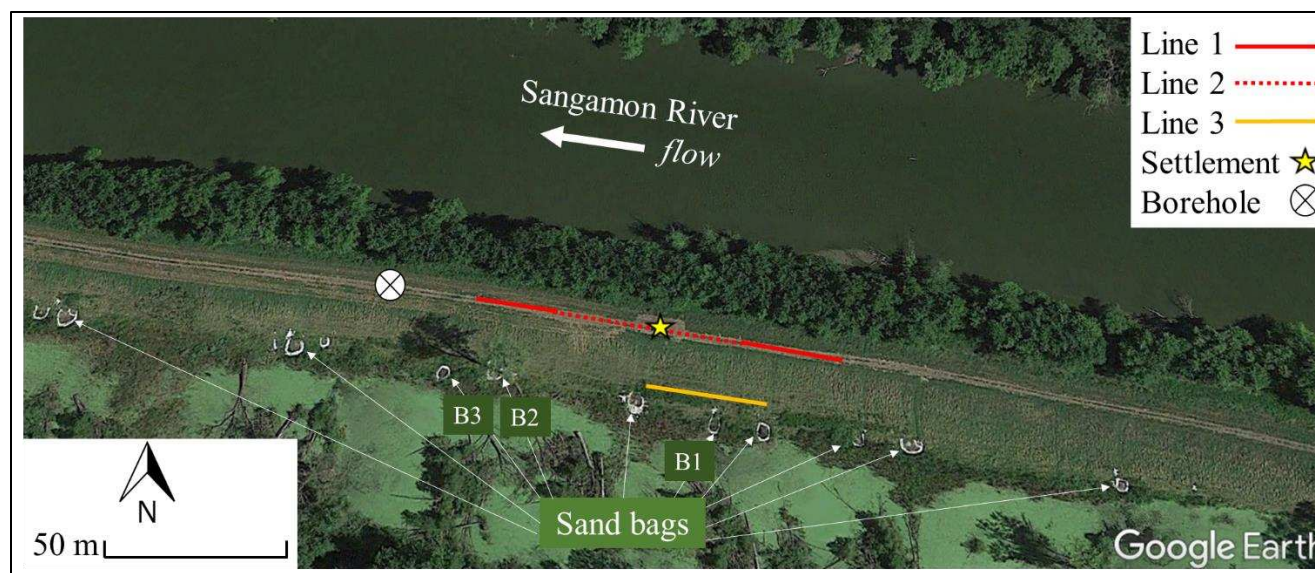 Line 1
Line 2
Line 3
Settlement
Borehole
Sangamon River
flow
B3
B2
B1
Sand bags
N
50 m
Google Earth